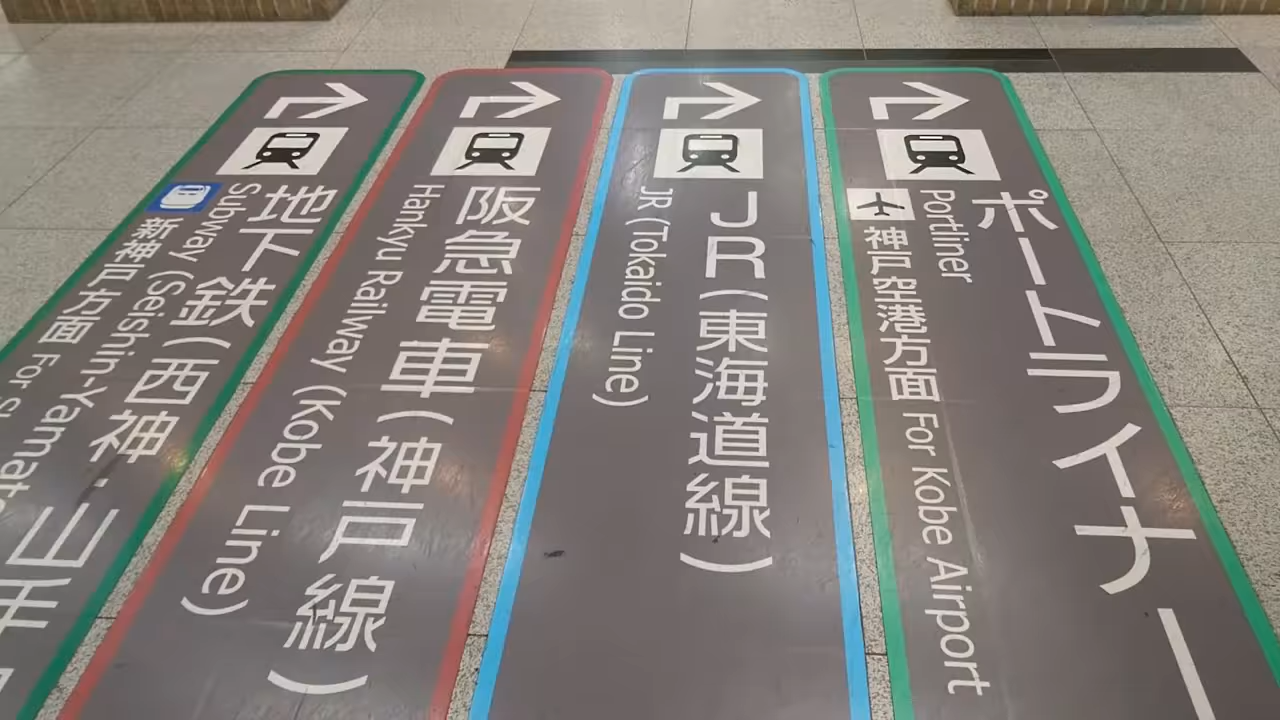 地下鉄(西神・山手
Subway (Seishin-Yamat
新神戸方面 For S
阪急電車(神戸線)
Hankyu Railway (Kobe Line)
JR(東海道線)
JR (Tokaido Line)
ポートライナー
Portliner
神戸空港方面 For Kobe Airport